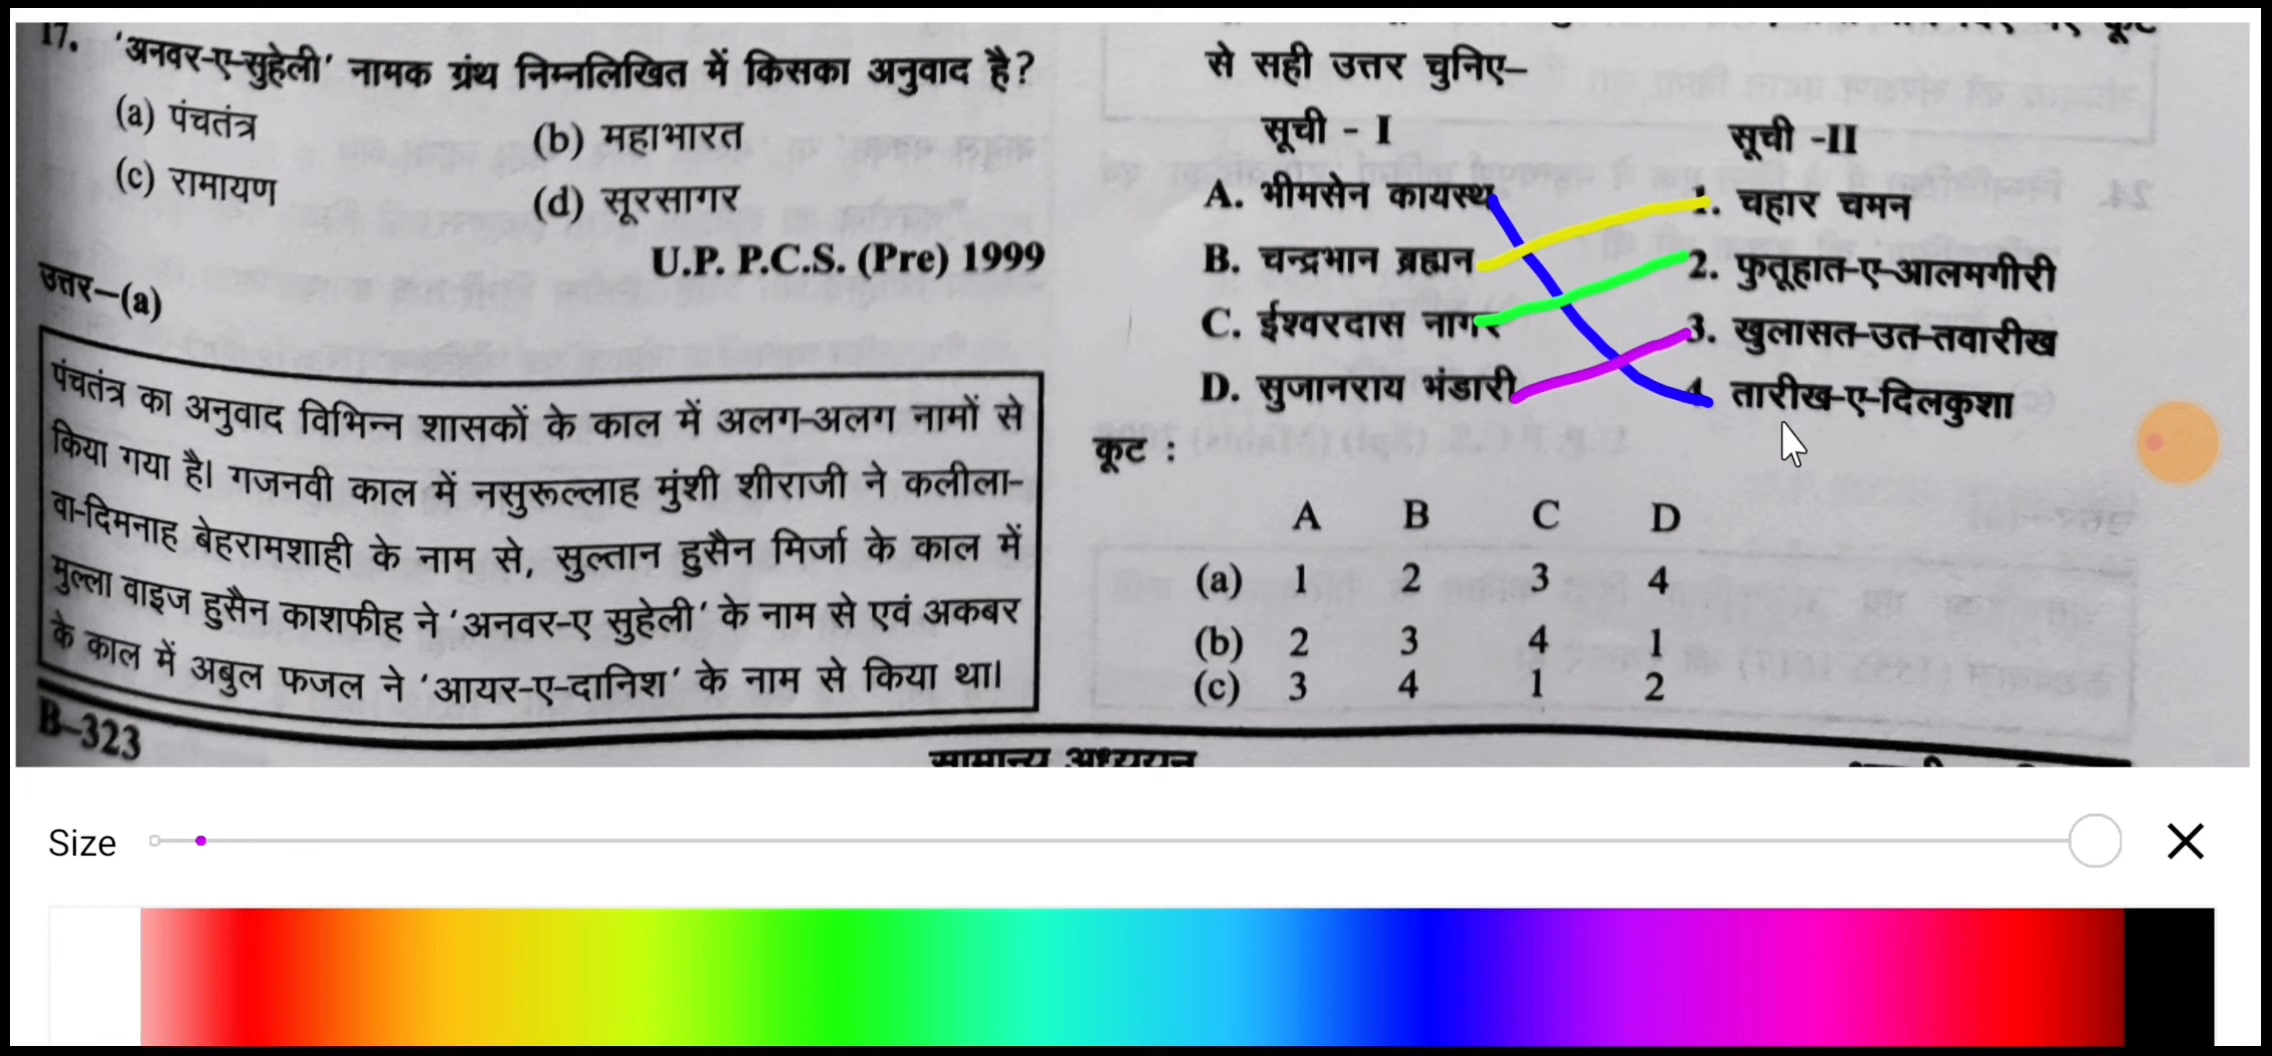 17. 'अनवर-ए-सुहेली' नामक ग्रंथ निम्नलिखित में किसका अनुवाद है?
(a) पंचतंत्र (b) महाभारत
(c) रामायण (d) सूरसागर
U.P. P.C.S. (Pre) 1999
उत्तर–(a)
पंचतंत्र का अनुवाद विभिन्न शासकों के काल में अलग-अलग नामों से
किया गया है। गजनवी काल में नसुरूल्लाह मुंशी शीराजी ने कलीला-
वा-दिमनाह बेहरामशाही के नाम से, सुल्तान हुसैन मिर्जा के काल में
मुल्ला वाइज हुसैन काशफीह ने 'अनवर-ए सुहेली' के नाम से एवं अकबर
के काल में अबुल फजल ने 'आयर-ए-दानिश' के नाम से किया था।
B–323
सामान्य अध्ययन
कूट
से सही उत्तर चुनिए–
सूची - I सूची -II
A. भीमसेन कायस्थ 1. चहार चमन
B. चन्द्रभान ब्रह्मन 2. फुतूहात-ए-आलमगीरी
C. ईश्वरदास नागर 3. खुलासत-उत-तवारीख
D. सुजानराय भंडारी 4. तारीख-ए-दिलकुशा
कूट :
A B C D
(a) 1 2 3 4
(b) 2 3 4 1
(c) 3 4 1 2
Size